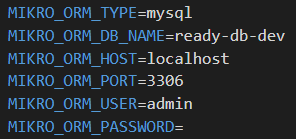 MIKRO_ORM_TYPE=mysql
MIKRO_ORM_DB_NAME=ready-db-dev
MIKRO_ORM_HOST=localhost
MIKRO_ORM_PORT=3306
MIKRO_ORM_USER=admin
MIKRO_ORM_PASSWORD=